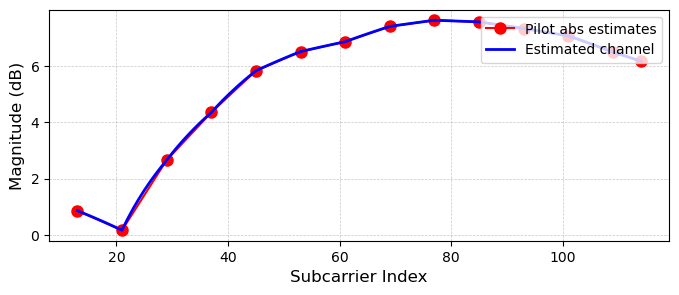 Magnitude (dB)
6
4
2
0
Pilot abs estimates
Estimated channel
20 40 60 80 100
Subcarrier Index